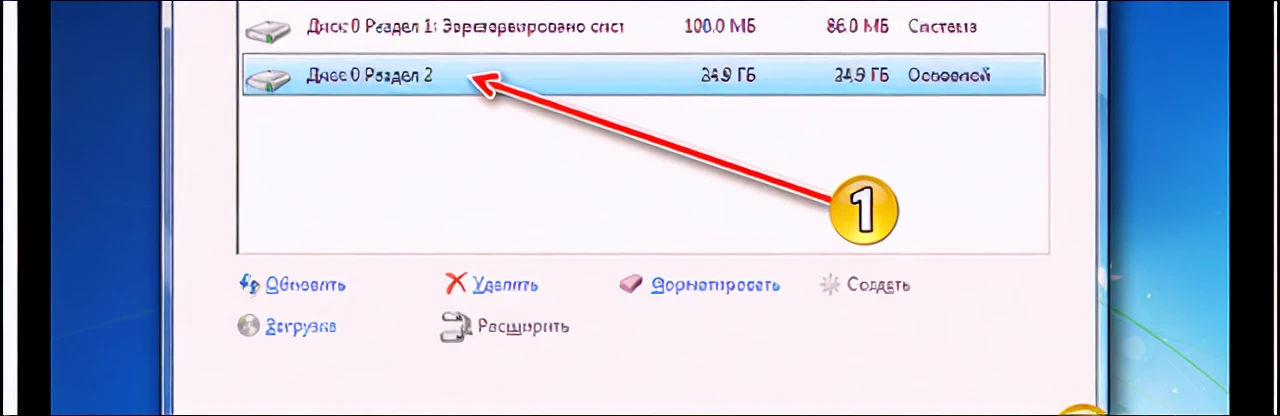 Диск 0 Раздел 1: Зарезервировано сист 100.0 МБ 86.0 МБ Система
Диск 0 Раздел 2 24.9 ГБ 24.9 ГБ Основной
1
Обновить Удалить Форматировать Создать
Загрузка Расширить